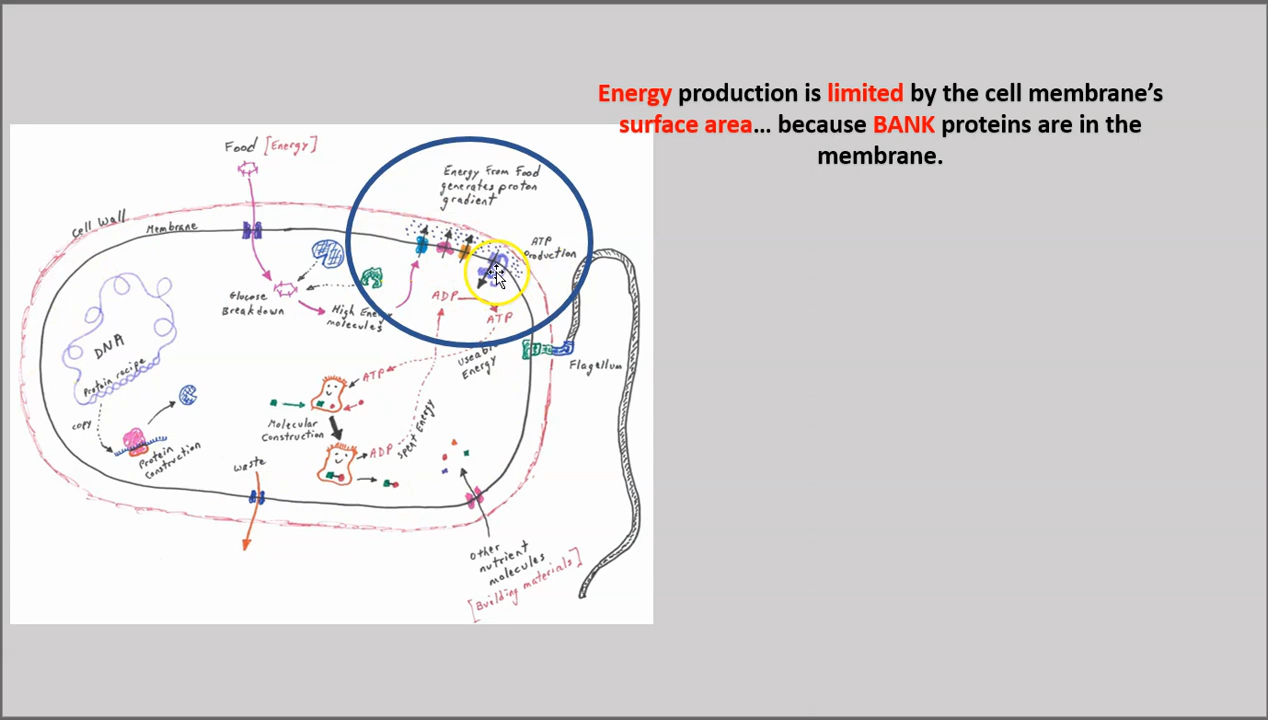 Energy production is limited by the cell membrane's
surface area... because BANK proteins are in the
membrane.
Food [Energy]
Energy From Food
generates proton
gradient
Cell Wall
Membrane
ATP
Production
Glucose
Breakdown
High Energy
molecules
ADP
ATP
Useable
Energy
Flagellum
DNA
Protein recipe
copy
Protein
Construction
ATP
Molecular
Construction
ADP
Spent Energy
Waste
Other
nutrient
molecules
[Building materials]